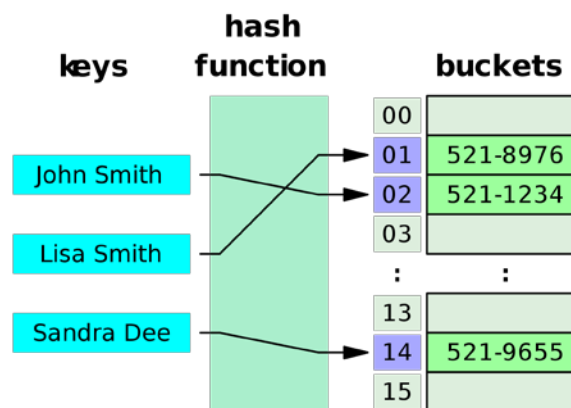 keys
hash
function
buckets
John Smith
Lisa Smith
Sandra Dee
00
01 521-8976
02 521-1234
03
: :
13
14 521-9655
15